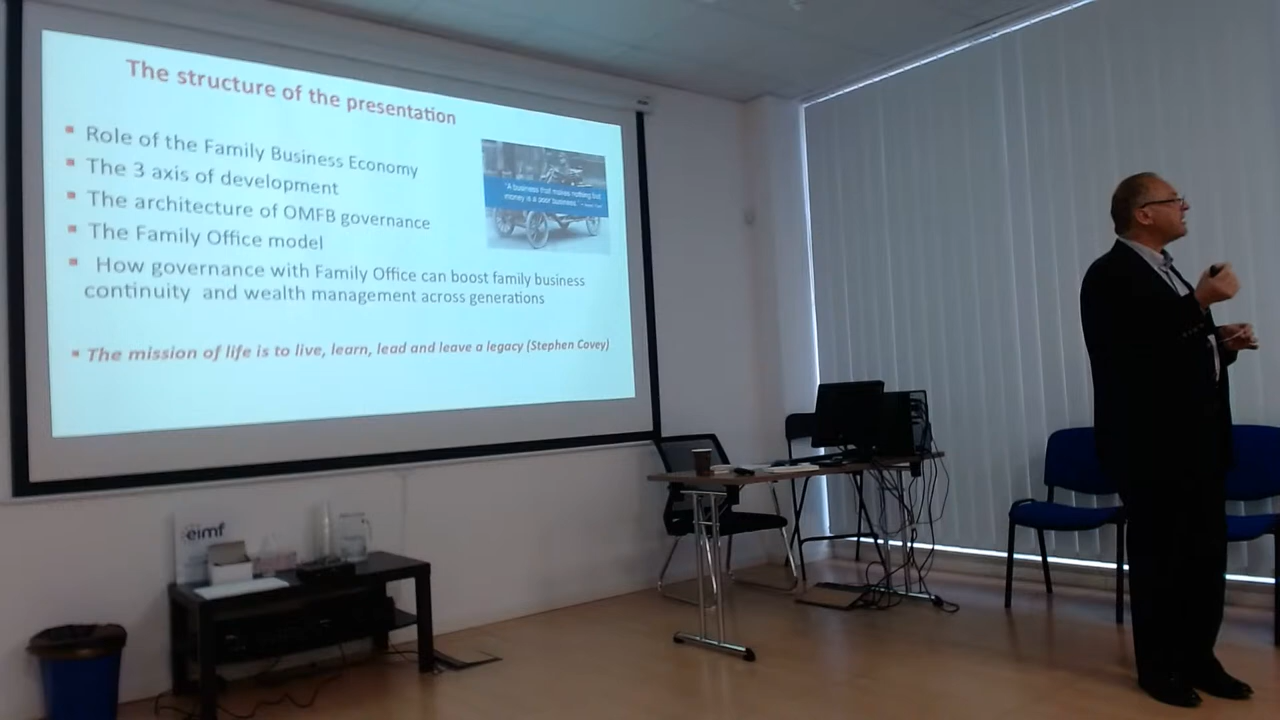 The structure of the presentation
Role of the Family Business Economy
The 3 axis of development
The architecture of OMFB governance
The Family Office model
How governance with Family Office can boost family business
continuity and wealth management across generations
The mission of life is to live, learn, lead and leave a legacy (Stephen Covey)
"A business that makes nothing but
money is a poor business."
eimf